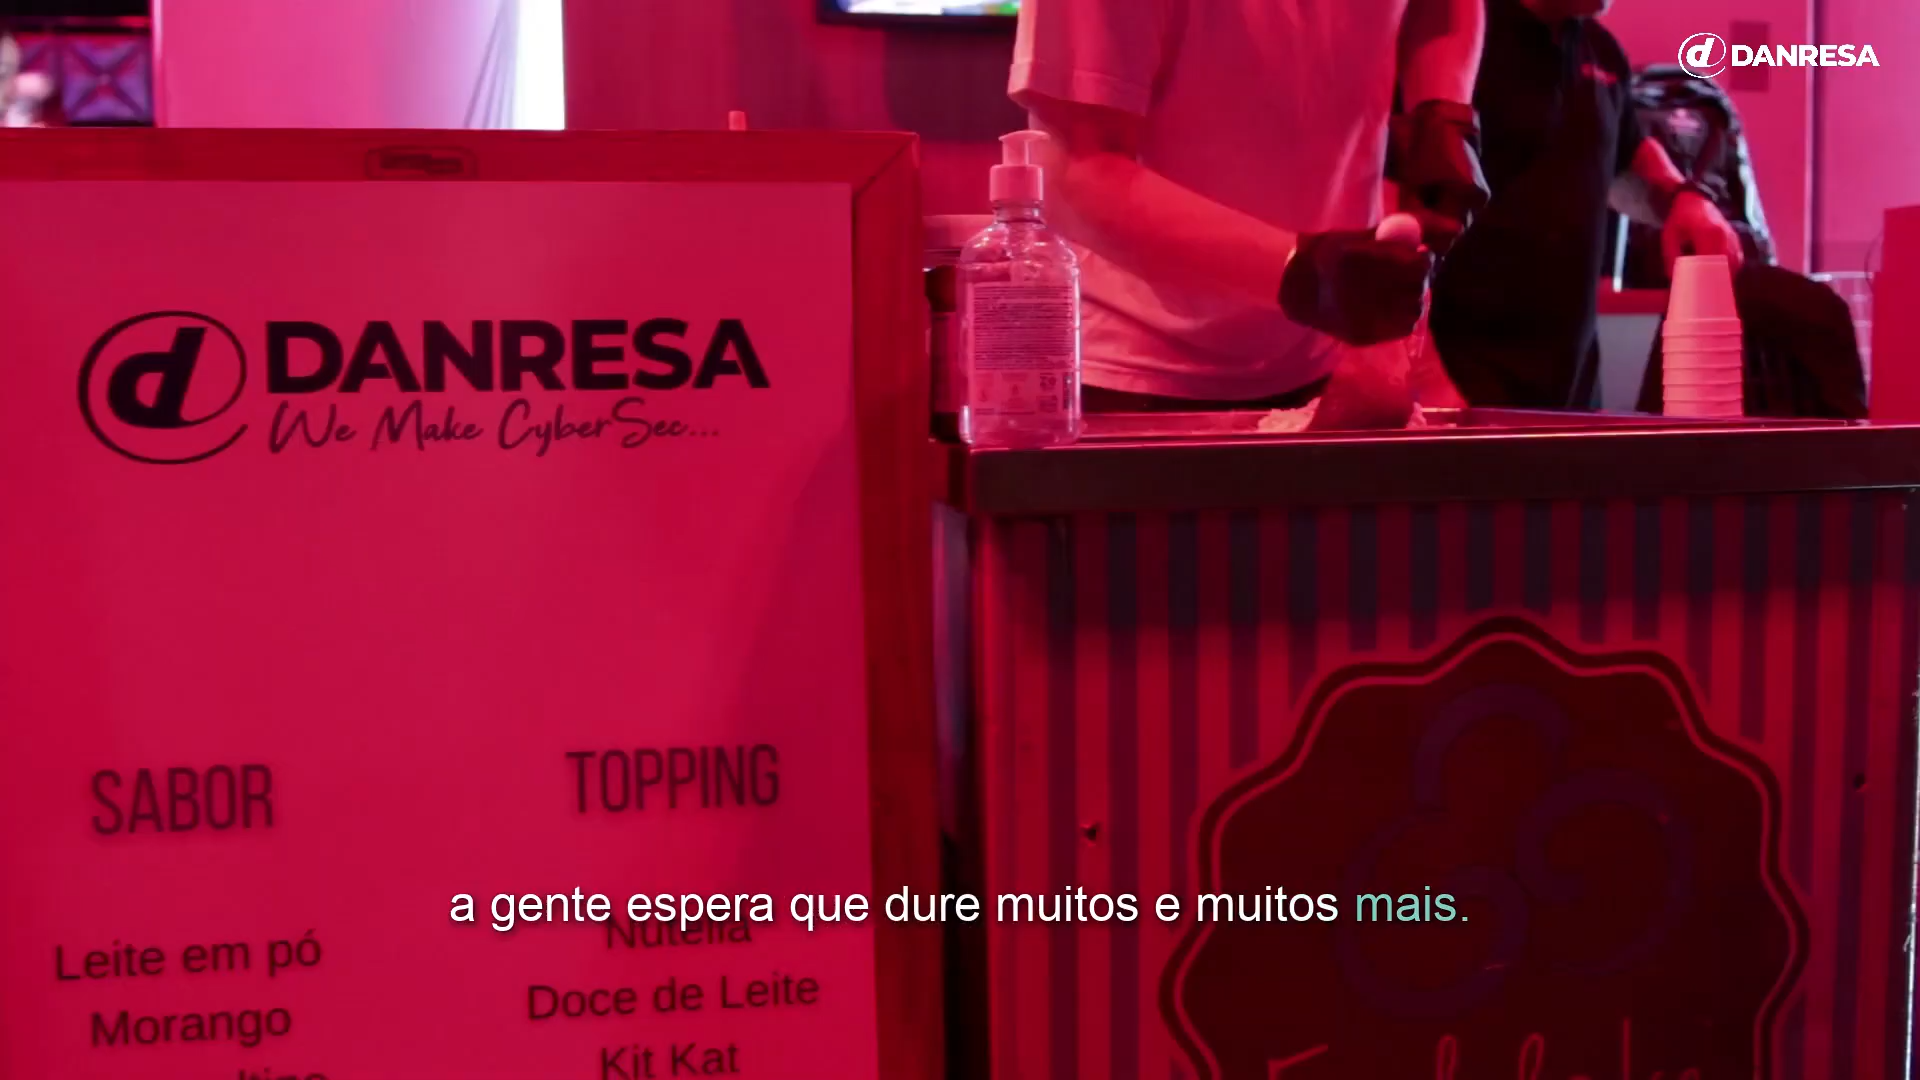 DANRESA
DANRESA
We Make CyberSec...
SABOR
TOPPING
a gente espera que dure muitos e muitos mais.
Nutella
Leite em pó
Doce de Leite
Morango
Kit Kat